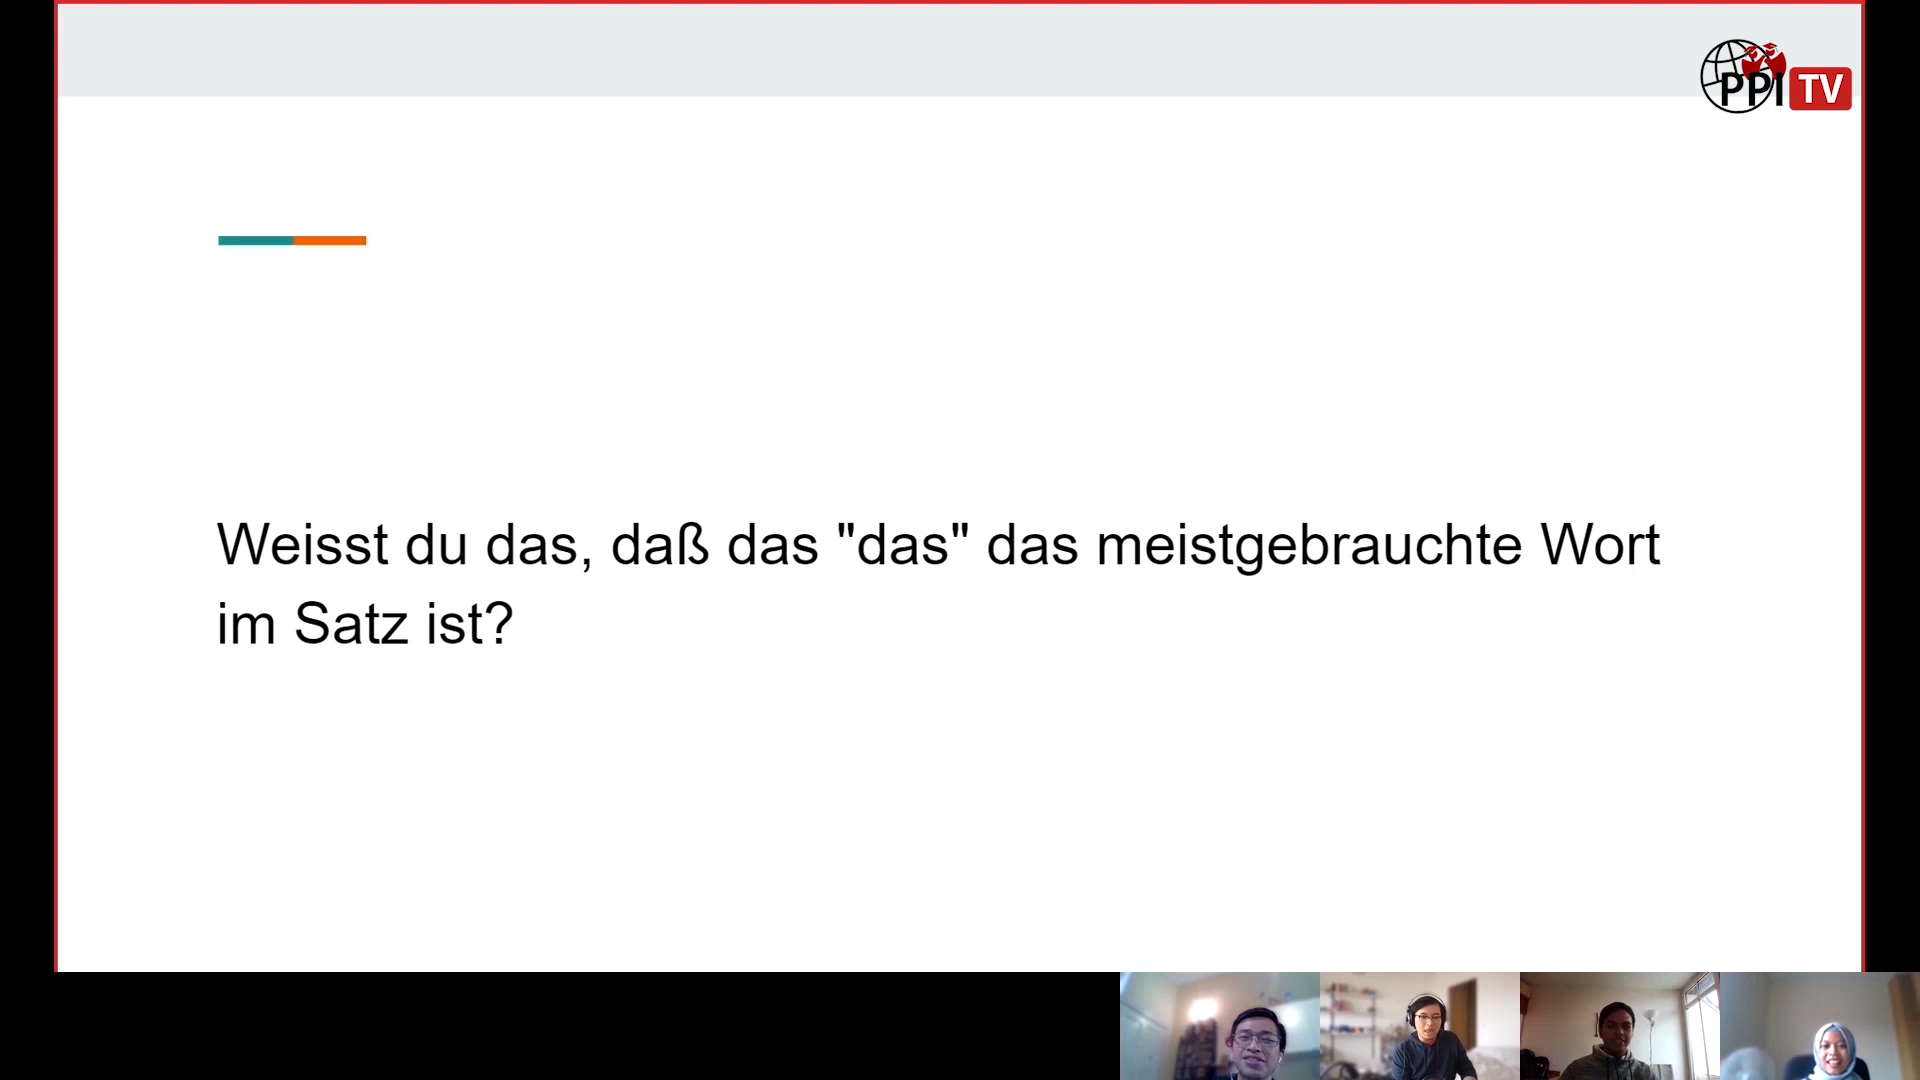 PPI TV
Weisst du das, daß das "das" das meistgebrauchte Wort
im Satz ist?